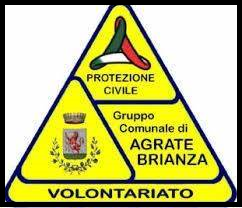 PROTEZIONE
CIVILE
Gruppo
Comunale di
AGRATE
BRIANZA
VOLONTARIATO